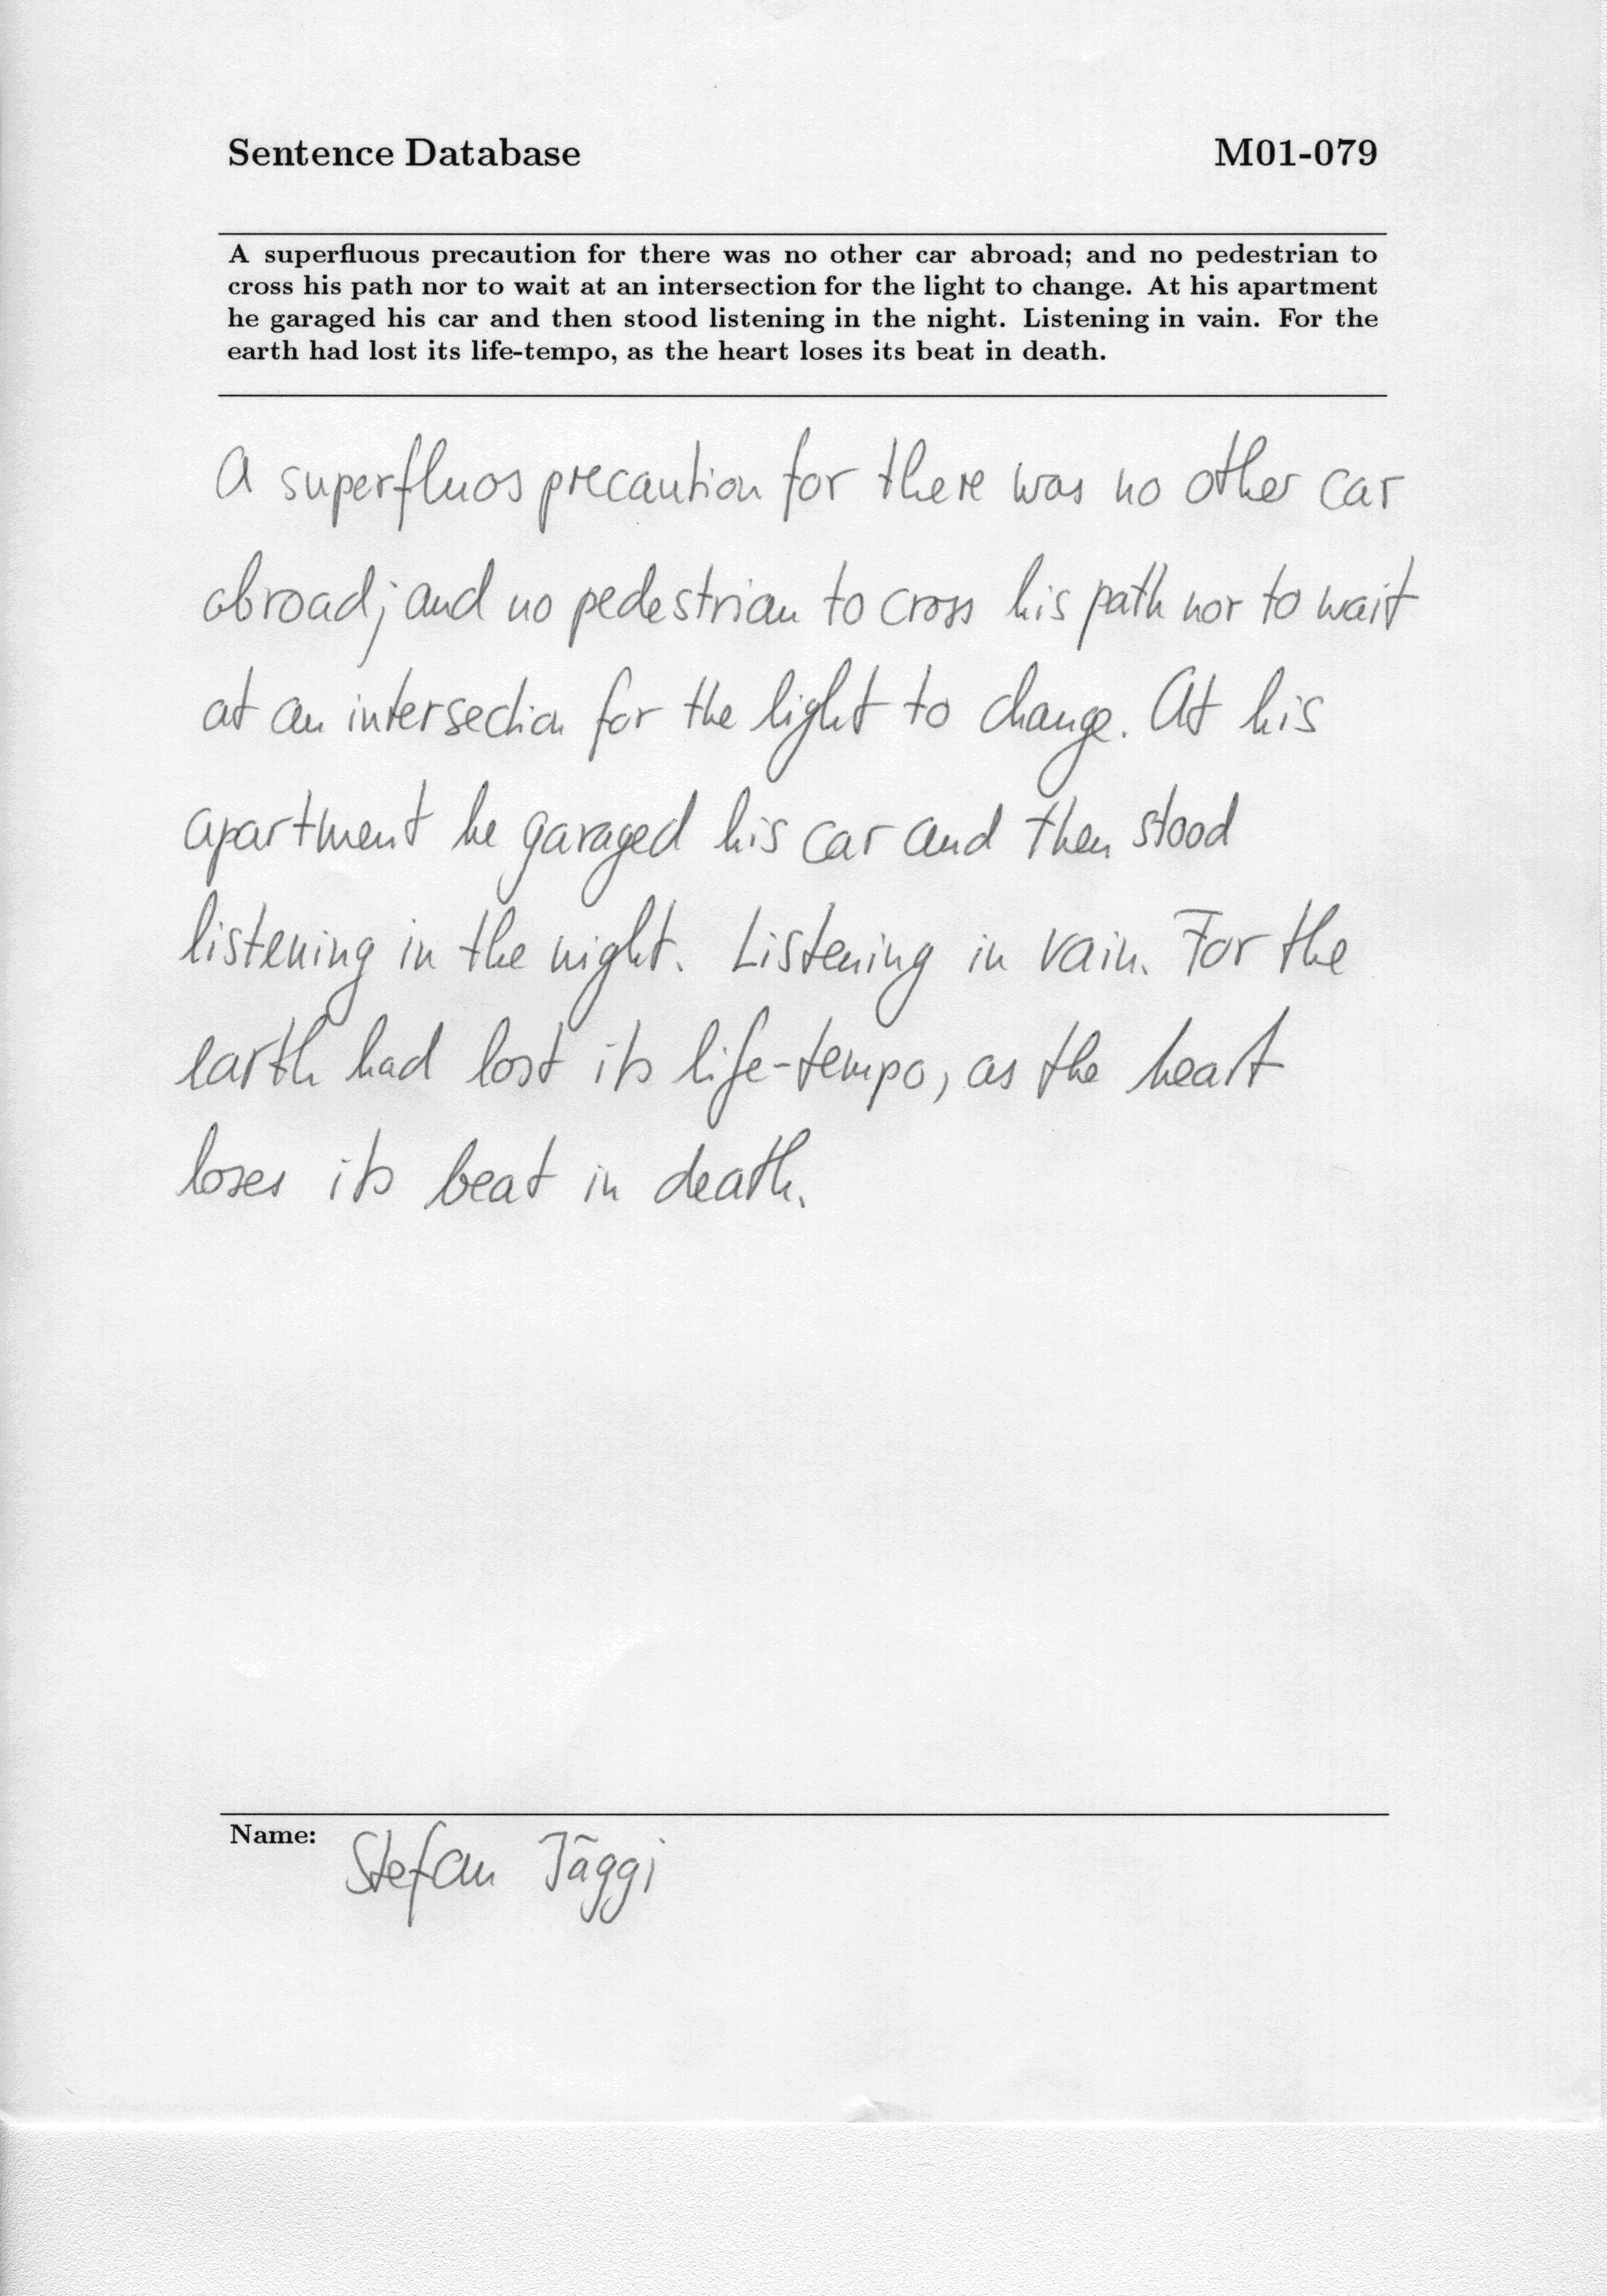 Sentence Database M01-079
A superfluous precaution for there was no other car abroad; and no pedestrian to
cross his path nor to wait at an intersection for the light to change. At his apartment
he garaged his car and then stood listening in the night. Listening in vain. For the
earth had lost its life-tempo, as the heart loses its beat in death.
A superfluos precaution for there was no other car
abroad; and no pedestrian to cross his path nor to wait
at an intersection for the light to change. At his
apartment he garaged his car and then stood
listening in the night. Listening in vain. For the
earth had lost its life-tempo, as the heart
loses its beat in death.
Name: Stefan Jäggi